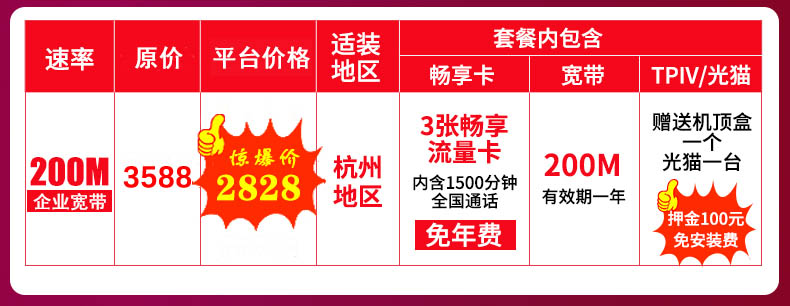 速率
原价
平台价格
适装
地区
套餐内包含
畅享卡
宽带
TPIV/光猫
200M
企业宽带
3588
惊爆价
2828
杭州
地区
3张畅享
流量卡
内含1500分钟
全国通话
免年费
200M
有效期一年
赠送机顶盒
一个
光猫一台
押金100元
免安装费